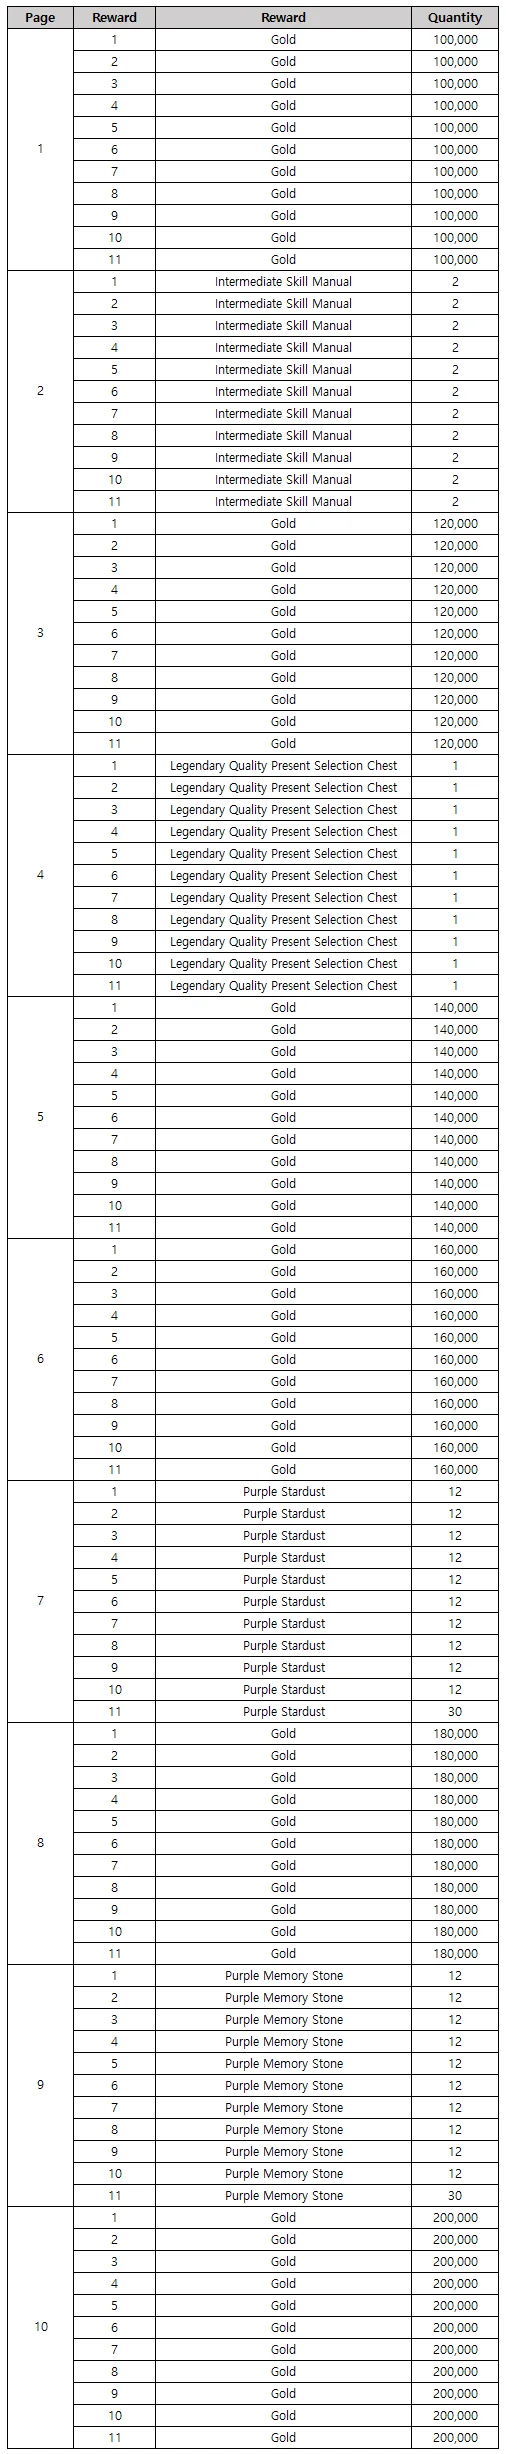 Page Reward Reward Quantity
1 Gold 100,000
2 Gold 100,000
3 Gold 100,000
4 Gold 100,000
5 Gold 100,000
1 6 Gold 100,000
7 Gold 100,000
8 Gold 100,000
9 Gold 100,000
10 Gold 100,000
11 Gold 100,000
1 Intermediate Skill Manual 2
2 Intermediate Skill Manual 2
3 Intermediate Skill Manual 2
4 Intermediate Skill Manual 2
5 Intermediate Skill Manual 2
2 6 Intermediate Skill Manual 2
7 Intermediate Skill Manual 2
8 Intermediate Skill Manual 2
9 Intermediate Skill Manual 2
10 Intermediate Skill Manual 2
11 Intermediate Skill Manual 2
1 Gold 120,000
2 Gold 120,000
3 Gold 120,000
4 Gold 120,000
5 Gold 120,000
3 6 Gold 120,000
7 Gold 120,000
8 Gold 120,000
9 Gold 120,000
10 Gold 120,000
11 Gold 120,000
1 Legendary Quality Present Selection Chest 1
2 Legendary Quality Present Selection Chest 1
3 Legendary Quality Present Selection Chest 1
4 Legendary Quality Present Selection Chest 1
5 Legendary Quality Present Selection Chest 1
4 6 Legendary Quality Present Selection Chest 1
7 Legendary Quality Present Selection Chest 1
8 Legendary Quality Present Selection Chest 1
9 Legendary Quality Present Selection Chest 1
10 Legendary Quality Present Selection Chest 1
11 Legendary Quality Present Selection Chest 1
1 Gold 140,000
2 Gold 140,000
3 Gold 140,000
4 Gold 140,000
5 Gold 140,000
5 6 Gold 140,000
7 Gold 140,000
8 Gold 140,000
9 Gold 140,000
10 Gold 140,000
11 Gold 140,000
1 Gold 160,000
2 Gold 160,000
3 Gold 160,000
4 Gold 160,000
5 Gold 160,000
6 6 Gold 160,000
7 Gold 160,000
8 Gold 160,000
9 Gold 160,000
10 Gold 160,000
11 Gold 160,000
1 Purple Stardust 12
2 Purple Stardust 12
3 Purple Stardust 12
4 Purple Stardust 12
5 Purple Stardust 12
7 6 Purple Stardust 12
7 Purple Stardust 12
8 Purple Stardust 12
9 Purple Stardust 12
10 Purple Stardust 12
11 Purple Stardust 30
1 Gold 180,000
2 Gold 180,000
3 Gold 180,000
4 Gold 180,000
5 Gold 180,000
8 6 Gold 180,000
7 Gold 180,000
8 Gold 180,000
9 Gold 180,000
10 Gold 180,000
11 Gold 180,000
1 Purple Memory Stone 12
2 Purple Memory Stone 12
3 Purple Memory Stone 12
4 Purple Memory Stone 12
5 Purple Memory Stone 12
9 6 Purple Memory Stone 12
7 Purple Memory Stone 12
8 Purple Memory Stone 12
9 Purple Memory Stone 12
10 Purple Memory Stone 12
11 Purple Memory Stone 30
1 Gold 200,000
2 Gold 200,000
3 Gold 200,000
4 Gold 200,000
5 Gold 200,000
10 6 Gold 200,000
7 Gold 200,000
8 Gold 200,000
9 Gold 200,000
10 Gold 200,000
11 Gold 200,000